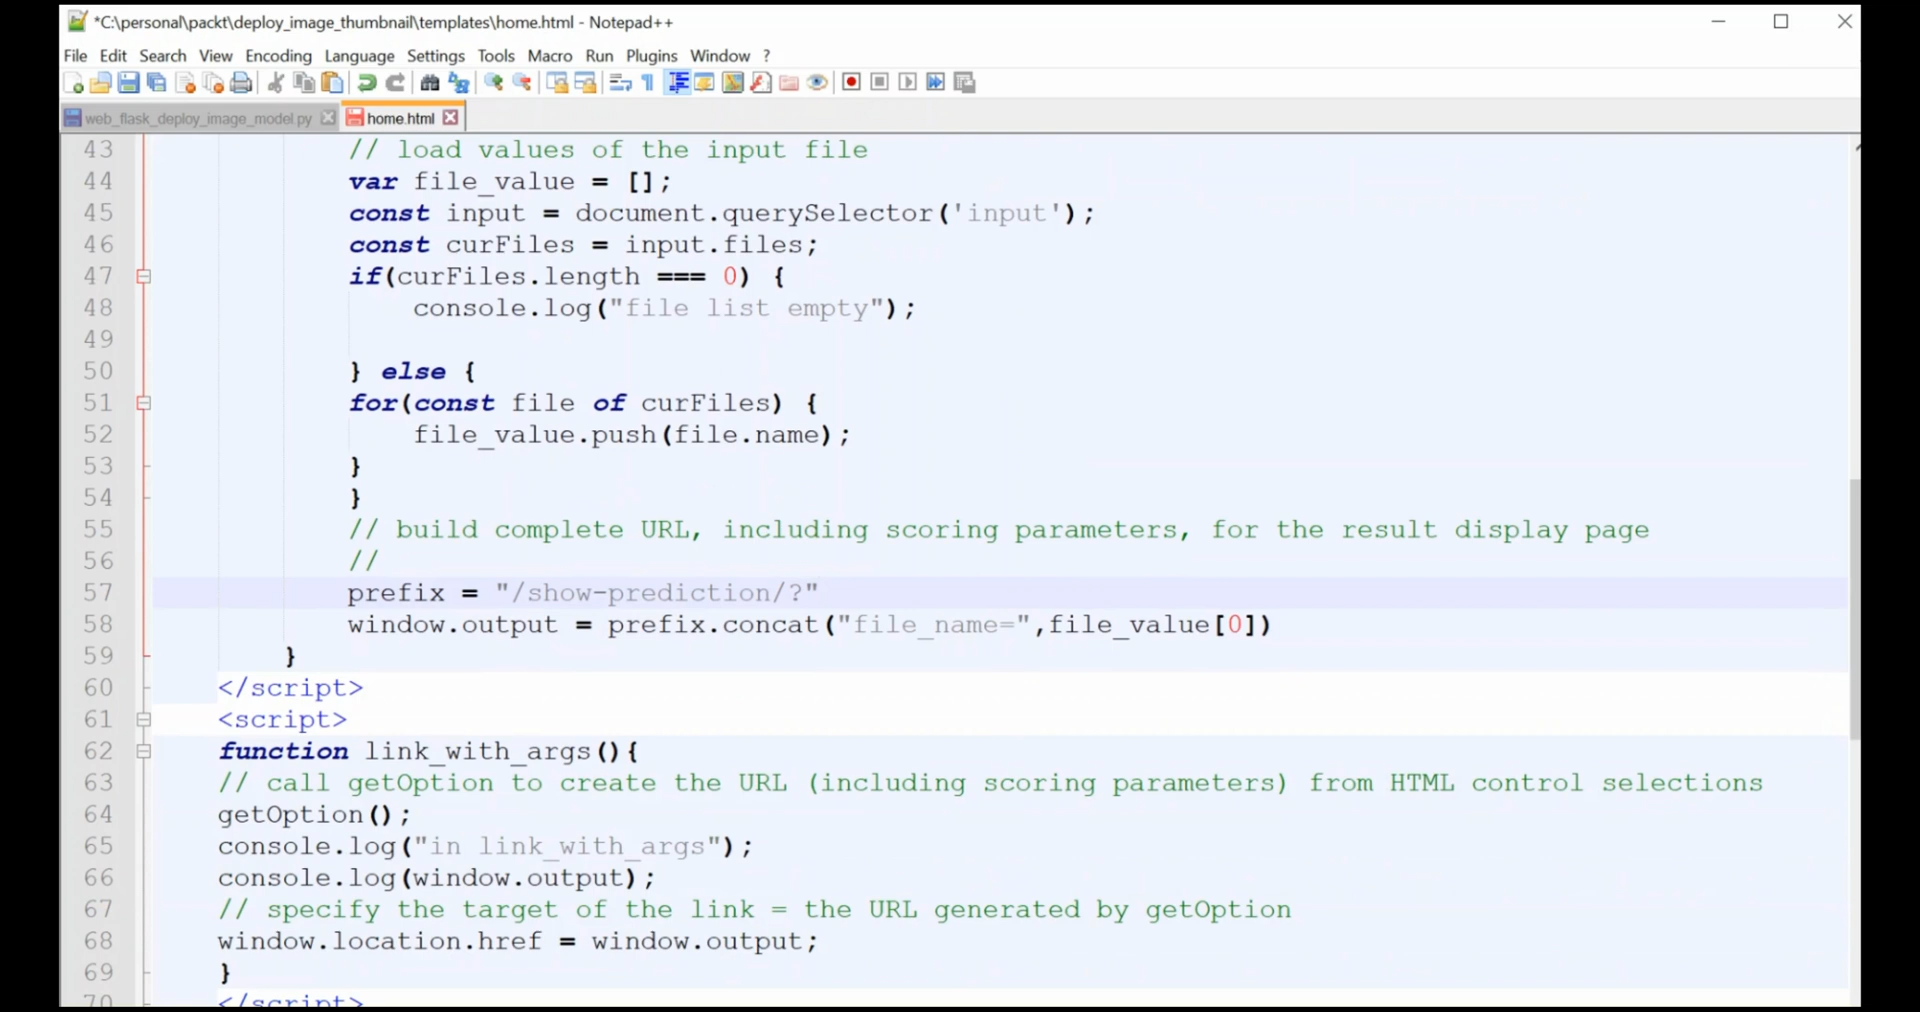 *C:\personal\packt\deploy_image_thumbnail\templates\home.html - Notepad++
File Edit Search View Encoding Language Settings Tools Macro Run Plugins Window ?
web_flask_deploy_image_model.py home.html
43 // load values of the input file
44 var file_value = [];
45 const input = document.querySelector('input');
46 const curFiles = input.files;
47 if(curFiles.length === 0) {
48 console.log("file list empty");
49
50 } else {
51 for(const file of curFiles) {
52 file_value.push(file.name);
53 }
54 }
55 // build complete URL, including scoring parameters, for the result display page
56 //
57 prefix = "/show-prediction/?"
58 window.output = prefix.concat("file_name=",file_value[0])
59 }
60 </script>
61 <script>
62 function link_with_args(){
63 // call getOption to create the URL (including scoring parameters) from HTML control selections
64 getOption();
65 console.log("in link_with_args");
66 console.log(window.output);
67 // specify the target of the link = the URL generated by getOption
68 window.location.href = window.output;
69 }
70 </script>